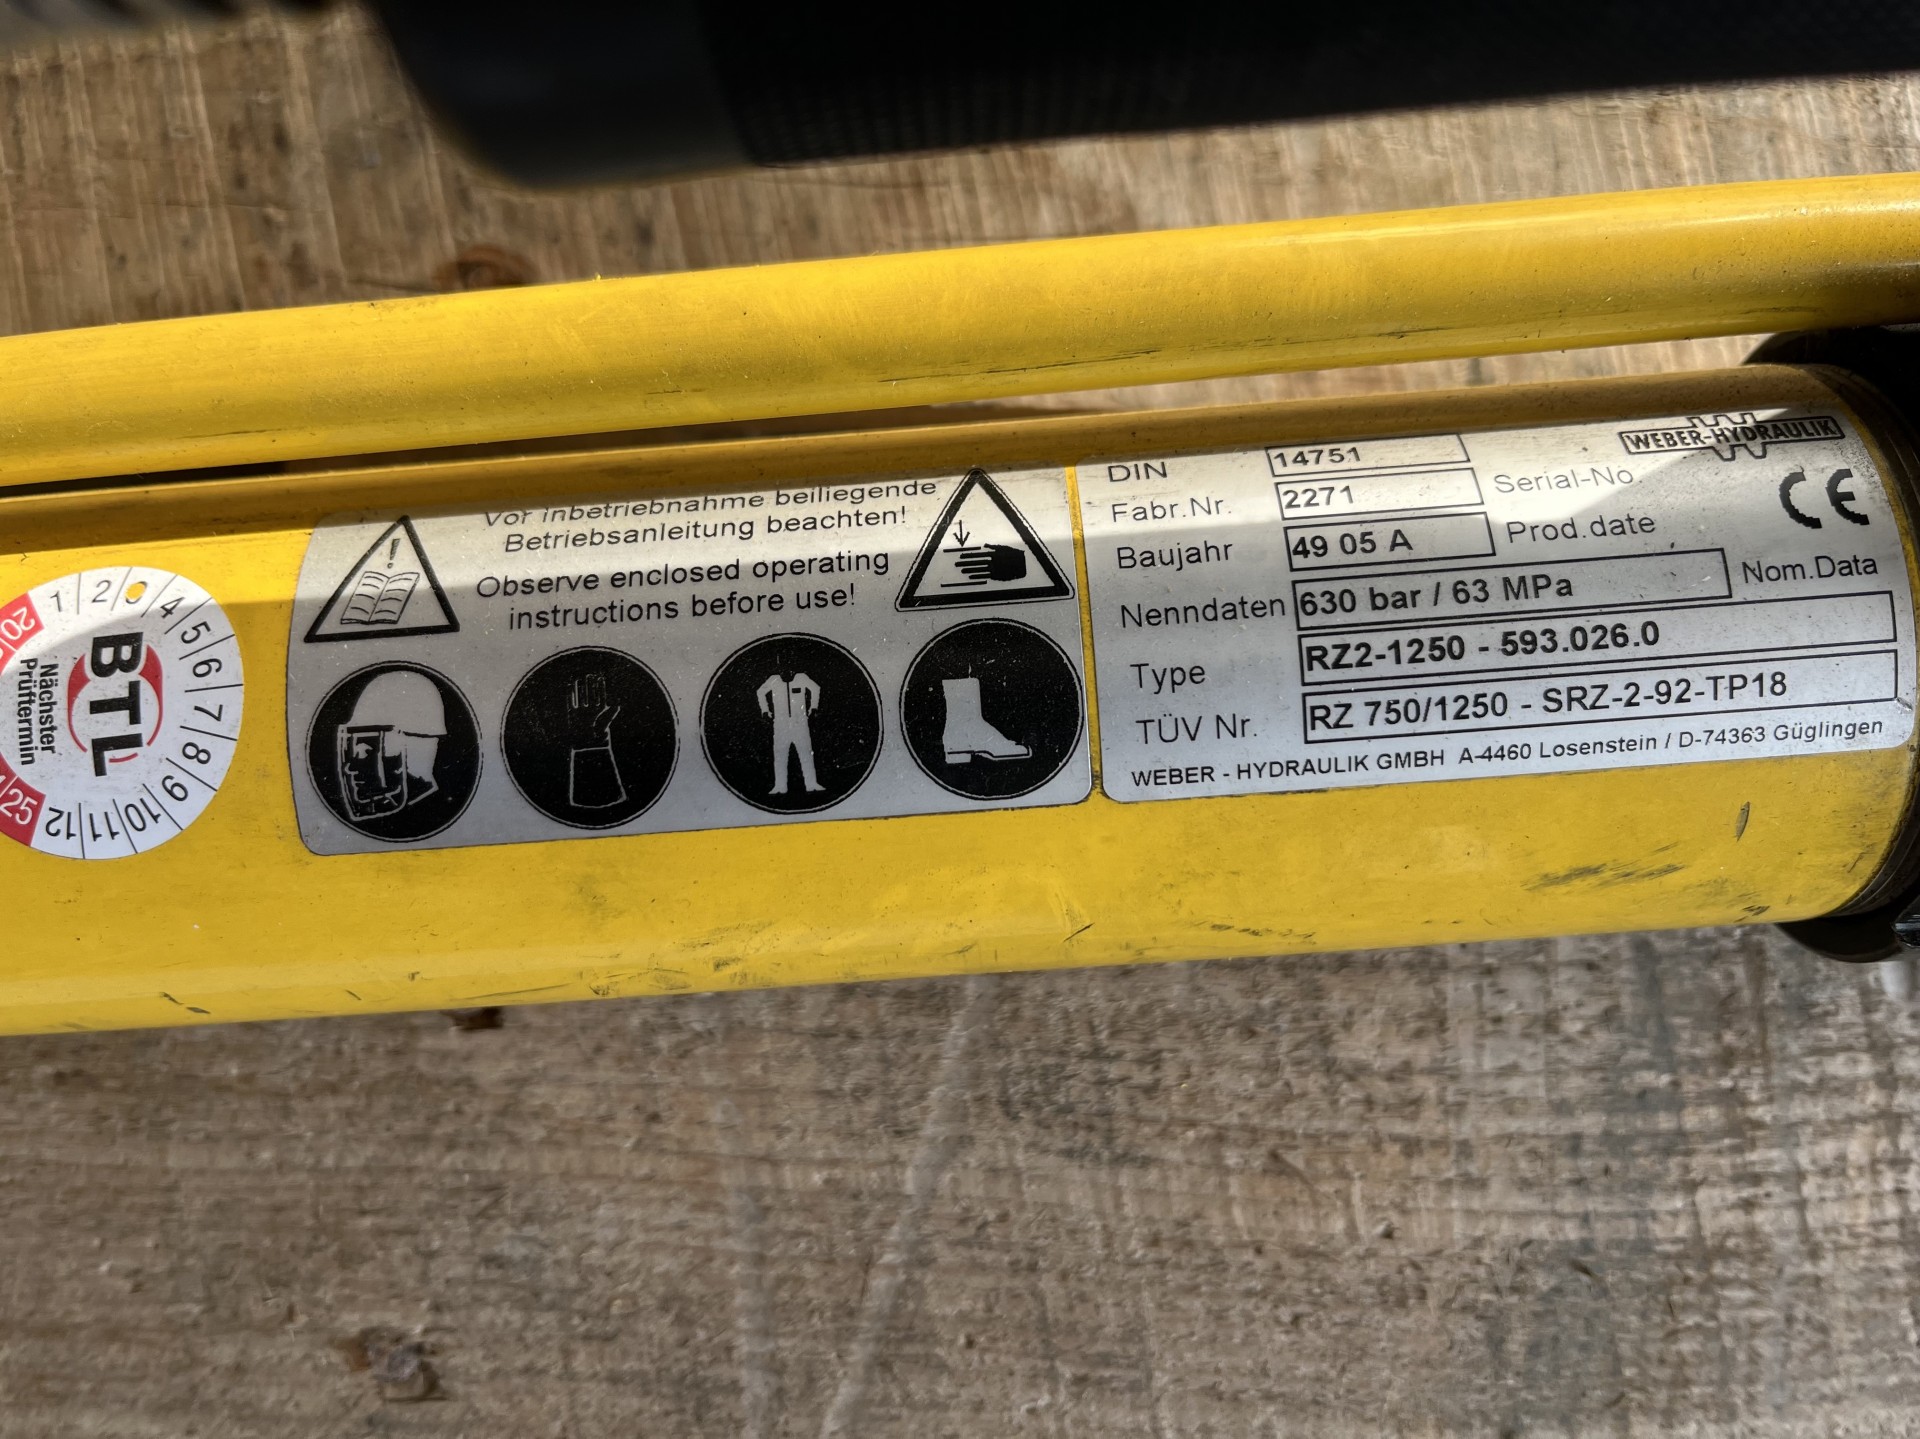 1 2 4 5 6 7 8 9 10 11 12
20
25
BTL
Nächster
Prüftermin
!
Vor Inbetriebnahme beiliegende
Betriebsanleitung beachten!
Observe enclosed operating
instructions before use!
WEBER-HYDRAULIK
DIN 14751
Fabr.Nr. 2271 Serial-No.
Baujahr 49 05 A Prod.date
CE
Nenndaten 630 bar / 63 MPa Nom.Data
Type RZ2-1250 - 593.026.0
TÜV Nr. RZ 750/1250 - SRZ-2-92-TP18
WEBER - HYDRAULIK GMBH A-4460 Losenstein / D-74363 Güglingen